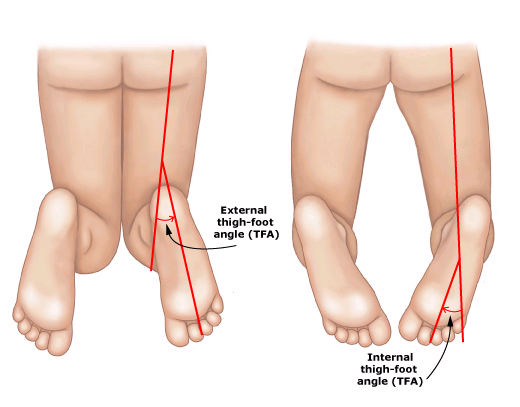 External
thigh-foot
angle (TFA)
Internal
thigh-foot
angle (TFA)